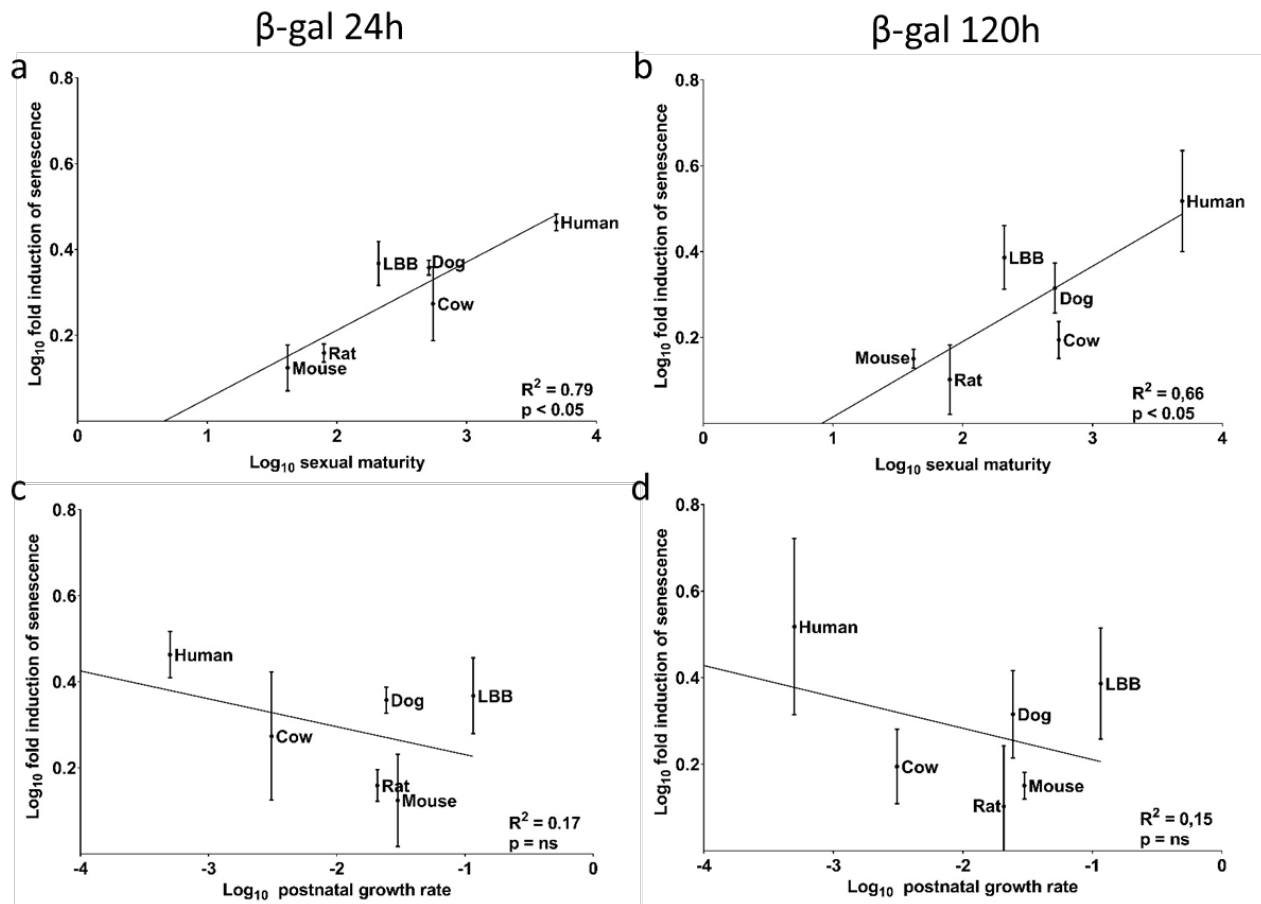 β-gal 24h
β-gal 120h
a
Log₁₀ fold induction of senescence
0.8
0.6
0.4
0.2
0
1
2
3
4
Log₁₀ sexual maturity
Mouse
Rat
LBB
Dog
Cow
Human
R² = 0.79
p < 0.05
b
Log₁₀ fold induction of senescence
0.8
0.6
0.4
0.2
0
1
2
3
4
Log₁₀ sexual maturity
Mouse
Rat
LBB
Dog
Cow
Human
R² = 0,66
p < 0.05
c
Log₁₀ fold induction of senescence
0.8
0.6
0.4
0.2
-4
-3
-2
-1
0
Log₁₀ postnatal growth rate
Human
Cow
Dog
Rat
Mouse
LBB
R² = 0.17
p = ns
d
Log₁₀ fold induction of senescence
0.8
0.6
0.4
0.2
-4
-3
-2
-1
0
Log₁₀ postnatal growth rate
Human
Cow
Rat
Dog
Mouse
LBB
R² = 0,15
p = ns